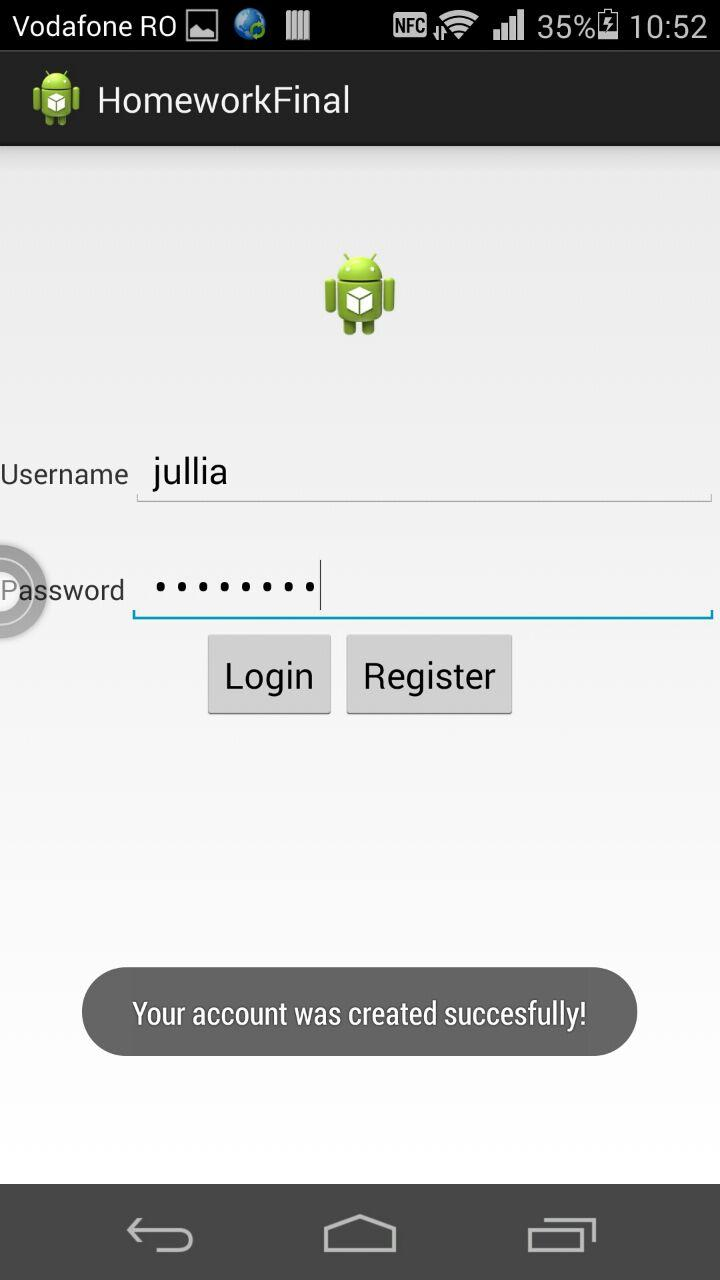 Vodafone RO NFC 35% 10:52
HomeworkFinal
Username jullia
Password ••••••••
Login Register
Your account was created succesfully!